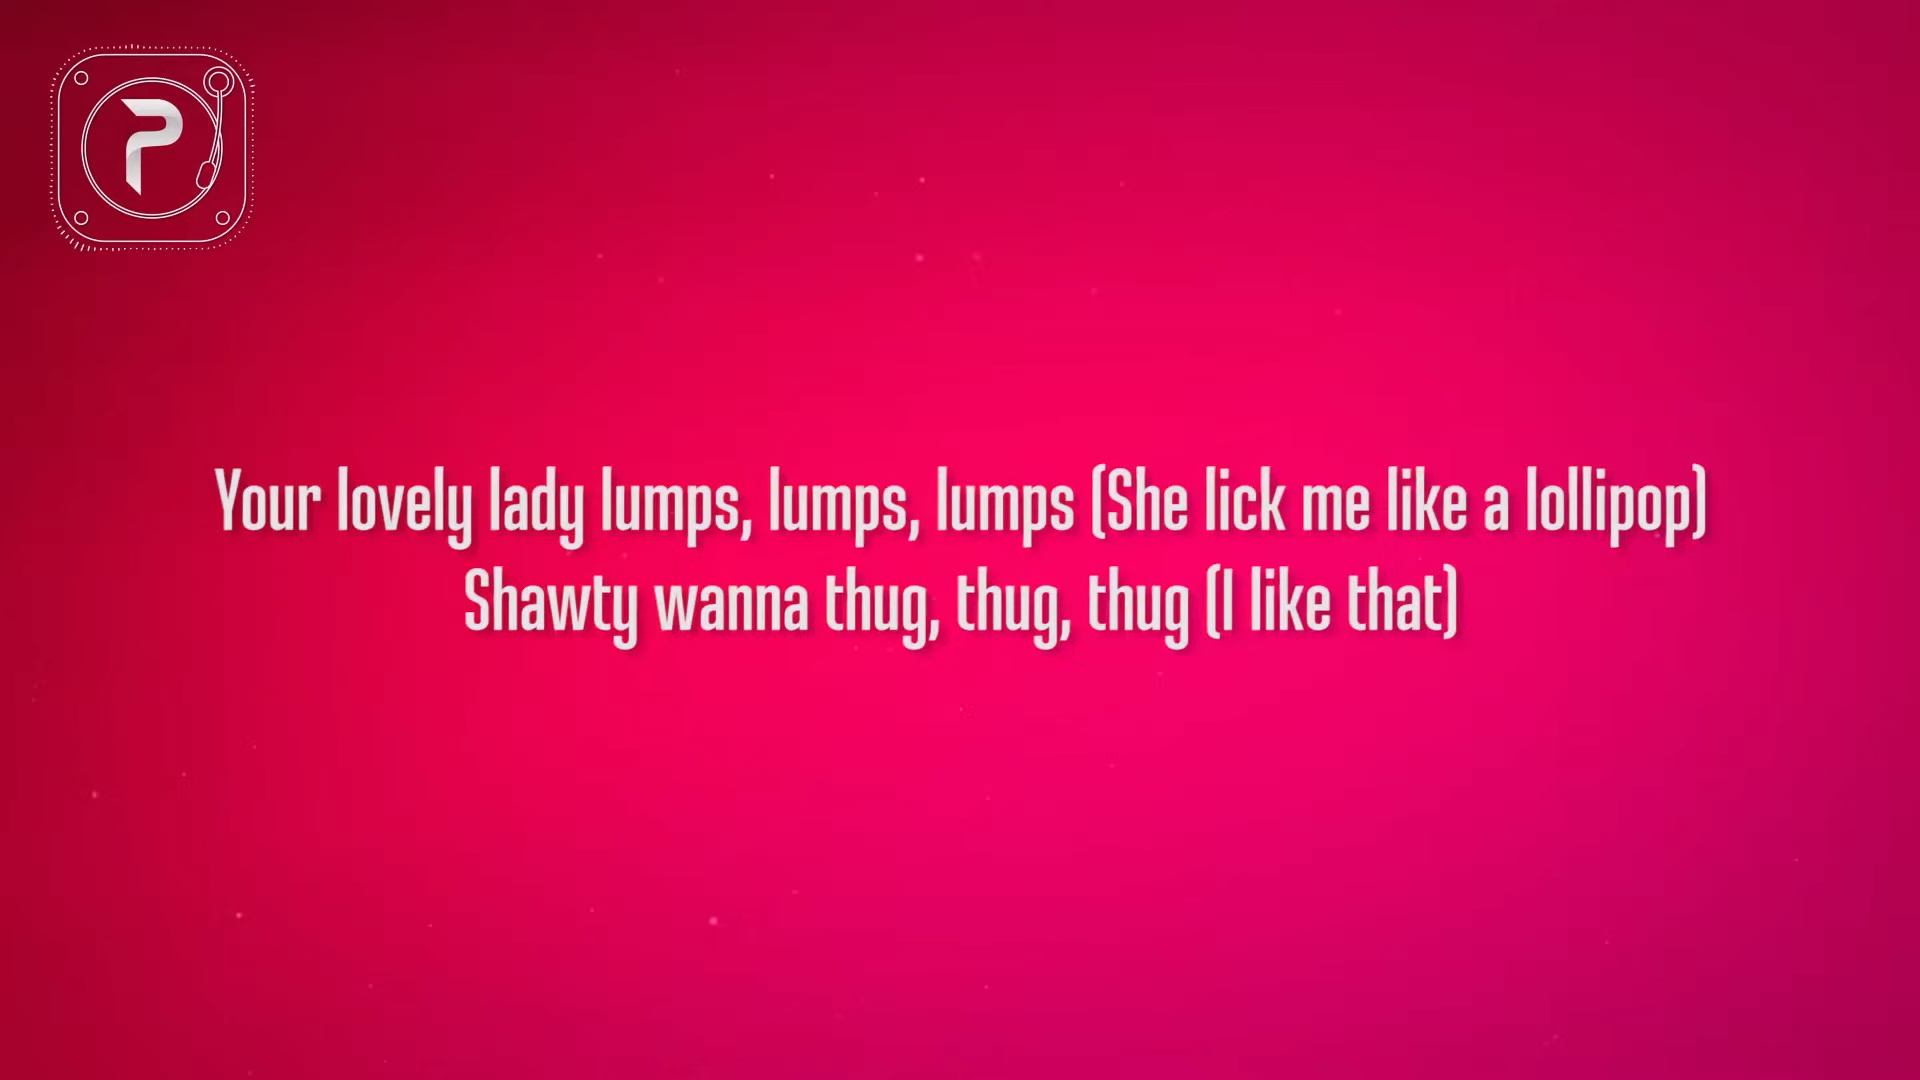 P
Your lovely lady lumps, lumps, lumps (She lick me like a lollipop)
Shawty wanna thug, thug, thug (I like that)